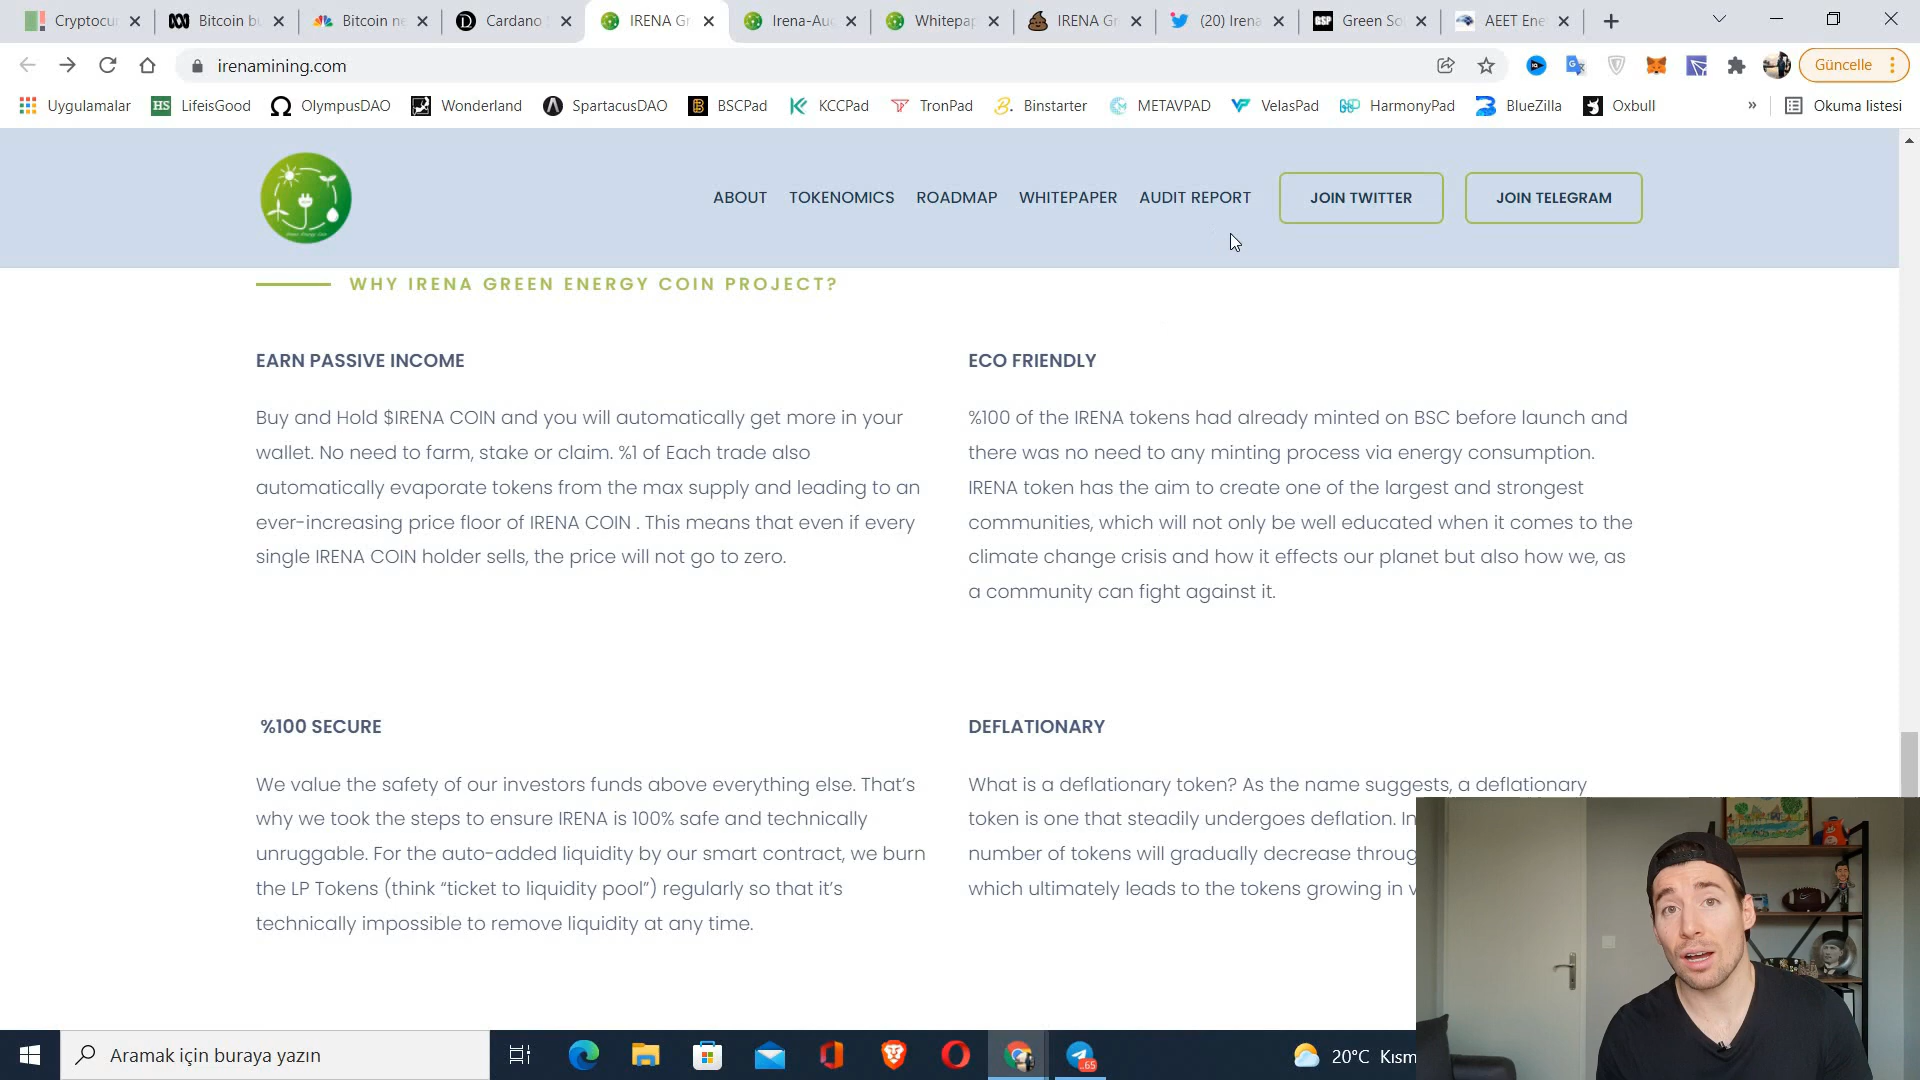 Cryptocur
Bitcoin bu
Bitcoin ne
Cardano
IRENA Gr
Irena-Aud
Whitepap
IRENA Gr
(20) Irena
Green Sol
AEET Ene
irenamining.com
Güncelle
Uygulamalar
HS LifeisGood
OlympusDAO
Wonderland
SpartacusDAO
BSCPad
KCCPad
TronPad
Binstarter
METAVPAD
VelasPad
HarmonyPad
BlueZilla
Oxbull
»
Okuma listesi
ABOUT TOKENOMICS ROADMAP WHITEPAPER AUDIT REPORT JOIN TWITTER JOIN TELEGRAM
WHY IRENA GREEN ENERGY COIN PROJECT?
EARN PASSIVE INCOME
Buy and Hold $IRENA COIN and you will automatically get more in your
wallet. No need to farm, stake or claim. %1 of Each trade also
automatically evaporate tokens from the max supply and leading to an
ever-increasing price floor of IRENA COIN . This means that even if every
single IRENA COIN holder sells, the price will not go to zero.
ECO FRIENDLY
%100 of the IRENA tokens had already minted on BSC before launch and
there was no need to any minting process via energy consumption.
IRENA token has the aim to create one of the largest and strongest
communities, which will not only be well educated when it comes to the
climate change crisis and how it effects our planet but also how we, as
a community can fight against it.
%100 SECURE
We value the safety of our investors funds above everything else. That's
why we took the steps to ensure IRENA is 100% safe and technically
unruggable. For the auto-added liquidity by our smart contract, we burn
the LP Tokens (think “ticket to liquidity pool”) regularly so that it's
technically impossible to remove liquidity at any time.
DEFLATIONARY
What is a deflationary token? As the name suggests, a deflationary
token is one that steadily undergoes deflation. In
number of tokens will gradually decrease throug
which ultimately leads to the tokens growing in v
Aramak için buraya yazın
20°C Kısm